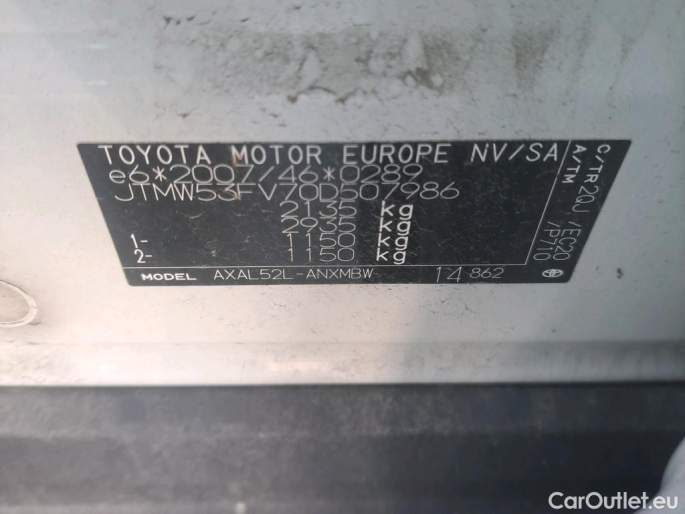 TOYOTA MOTOR EUROPE NV/SA
e6*2007/46*0289
JTMW53FV70D507986
2135 kg
2935 kg
1- 1150 kg
2- 1150 kg
MODEL AXAL52L-ANXMBW 14 862
C/TR 2QJ /EC20
A/TM /P710
CarOutlet.eu